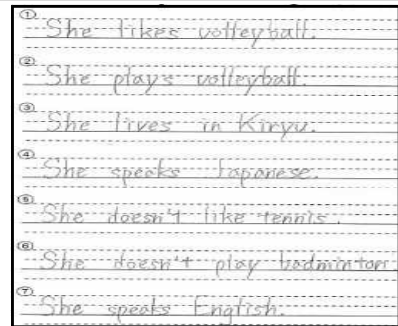 ① She likes volleyball.
② She plays volleyball.
③ She lives in Kiryu.
④ She speaks Japanese.
⑤ She doesn't like tennis.
⑥ She doesn't play badminton.
⑦ She speaks English.